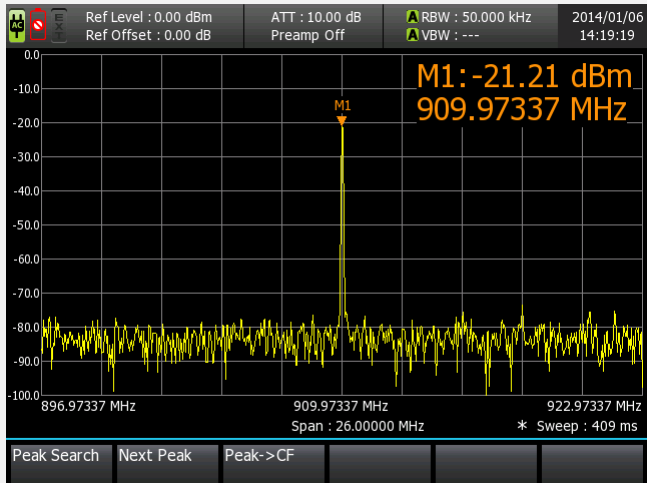 AC
EXT
Ref Level : 0.00 dBm
ATT : 10.00 dB
A RBW : 50.000 kHz
2014/01/06
Ref Offset : 0.00 dB
Preamp Off
A VBW : ---
14:19:19
M1:-21.21 dBm
909.97337 MHz
M1
0.0
-10.0
-20.0
-30.0
-40.0
-50.0
-60.0
-70.0
-80.0
-90.0
-100.0
896.97337 MHz
909.97337 MHz
922.97337 MHz
Span : 26.00000 MHz
* Sweep : 409 ms
Peak Search
Next Peak
Peak->CF